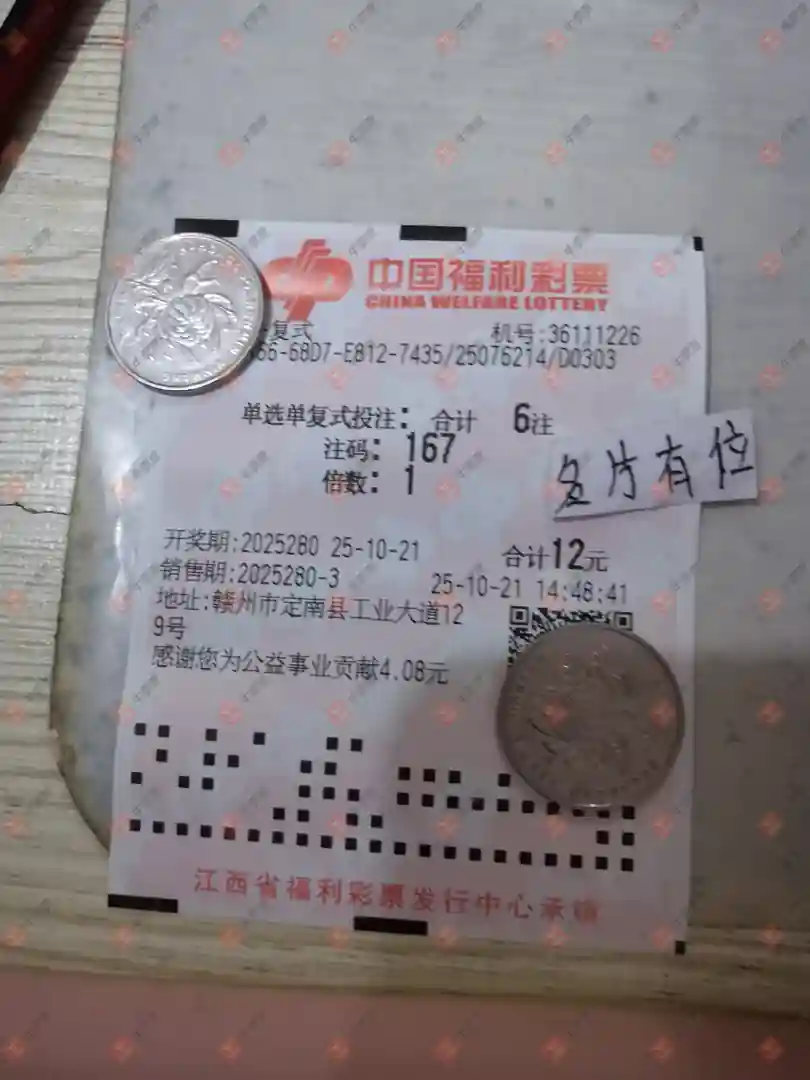 中国福利彩票
CHINA WELFARE LOTTERY
复式 机号:36111226
66-68D7-E812-7435/25076214/D0303
单选单复式投注: 合计 6注
注码: 167
倍数: 1
名片有位
开奖期:2025280 25-10-21 合计12元
销售期:2025280-3 25-10-21 14:48:41
地址:赣州市定南县工业大道12
9号
感谢您为公益事业贡献4.08元
江西省福利彩票发行中心承销